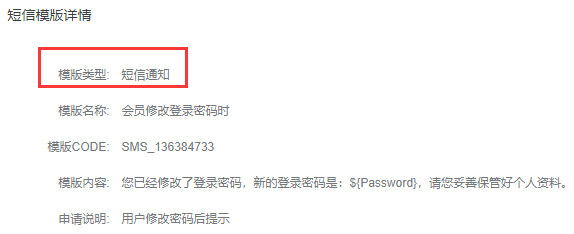 短信模版详情
模版类型: 短信通知
模版名称: 会员修改登录密码时
模版CODE: SMS_136384733
模版内容: 您已经修改了登录密码，新的登录密码是：${Password}，请您妥善保管好个人资料。
申请说明: 用户修改密码后提示